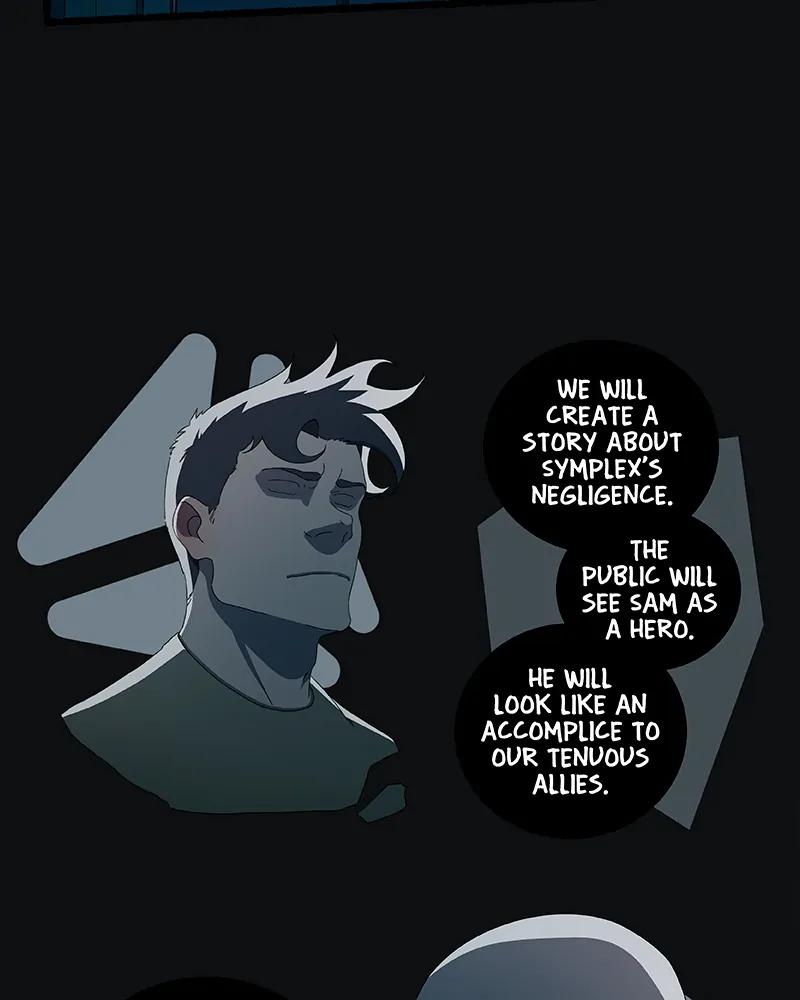 WE WILL
CREATE A
STORY ABOUT
SYMPLEX'S
NEGLIGENCE.
THE
PUBLIC WILL
SEE SAM AS
A HERO.
HE WILL
LOOK LIKE AN
ACCOMPLICE TO
OUR TENUOUS
ALLIES.